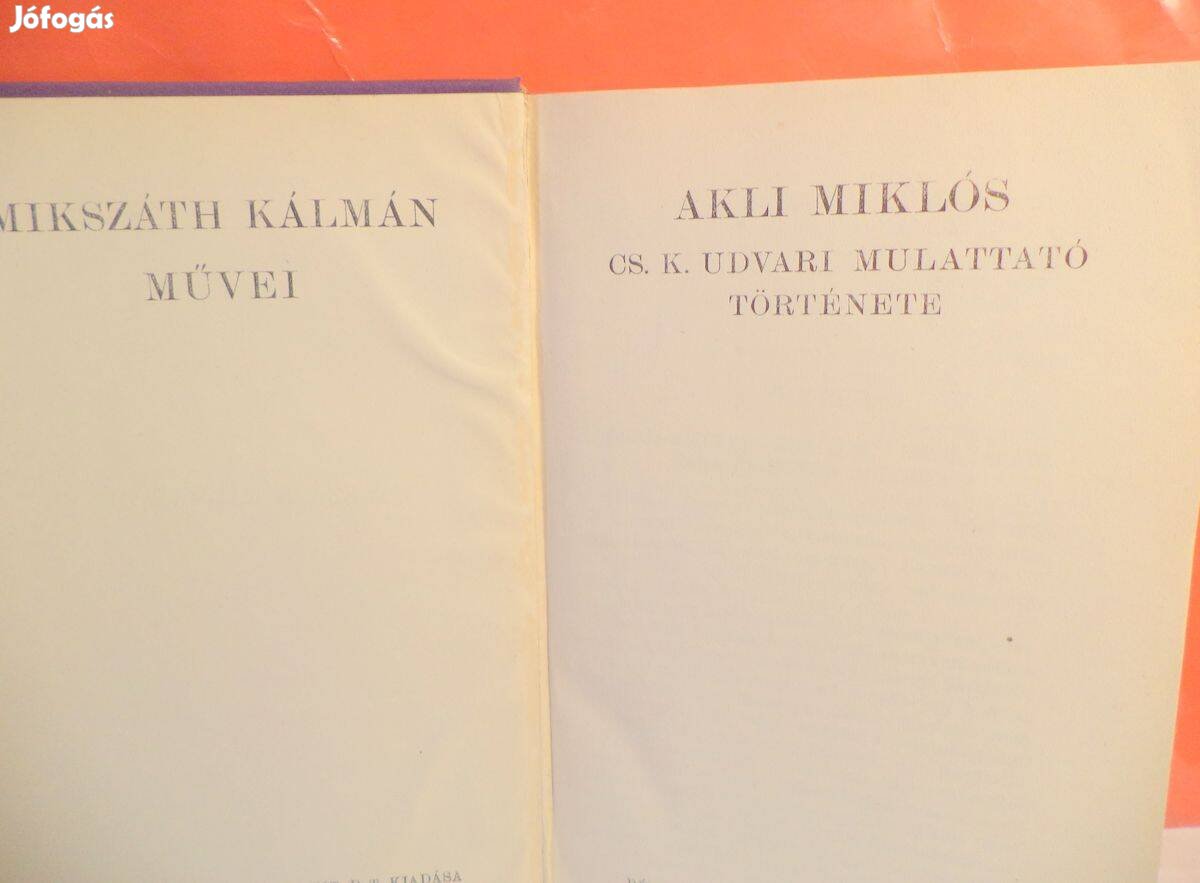 Jófogás
MIKSZÁTH KÁLMÁN
MŰVEI
R. T. KIADÁSA
AKLI MIKLÓS
CS. K. UDVARI MULATTATÓ
TÖRTÉNETE